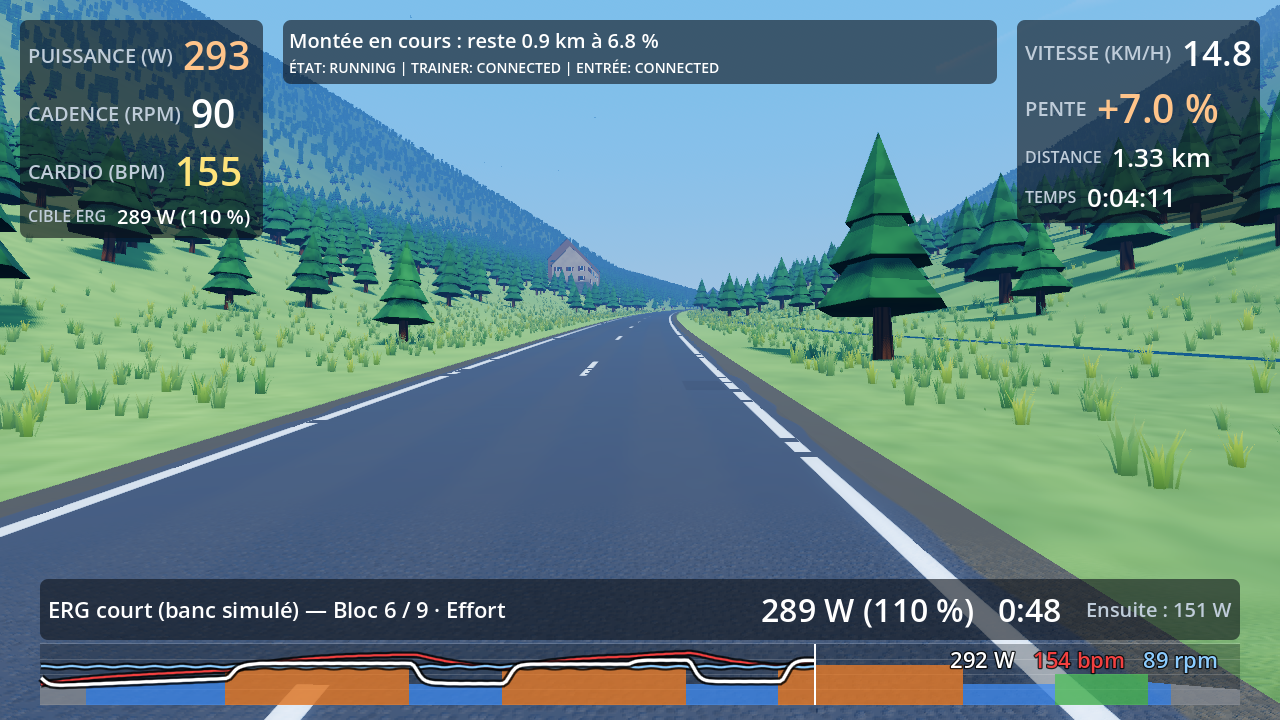 PUISSANCE (W) 293
CADENCE (RPM) 90
CARDIO (BPM) 155
CIBLE ERG 289 W (110 %)
Montée en cours : reste 0.9 km à 6.8 %
ÉTAT: RUNNING | TRAINER: CONNECTED | ENTRÉE: CONNECTED
VITESSE (KM/H) 14.8
PENTE +7.0 %
DISTANCE 1.33 km
TEMPS 0:04:11
ERG court (banc simulé) — Bloc 6 / 9 · Effort 289 W (110 %) 0:48 Ensuite : 151 W
292 W 154 bpm 89 rpm